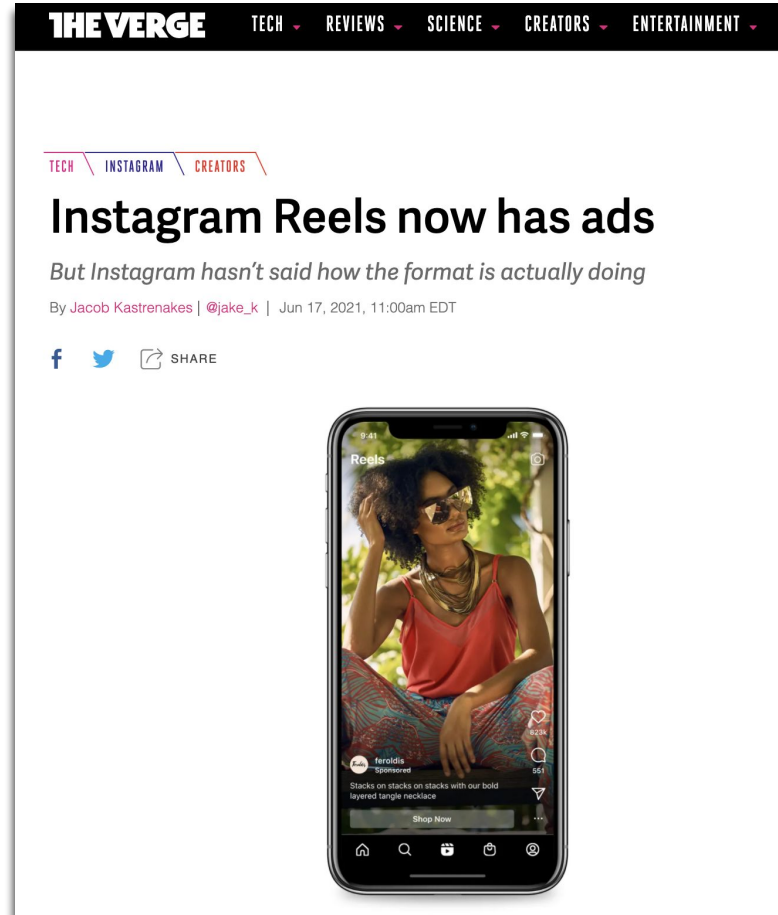 THE VERGE TECH REVIEWS SCIENCE CREATORS ENTERTAINMENT
TECH INSTAGRAM CREATORS
Instagram Reels now has ads
But Instagram hasn’t said how the format is actually doing
By Jacob Kastrenakes | @jake_k | Jun 17, 2021, 11:00am EDT
SHARE
9:41
Reels
823k
feroldis
Sponsored
551
Stacks on stacks on stacks with our bold
layered tangle necklace
Shop Now